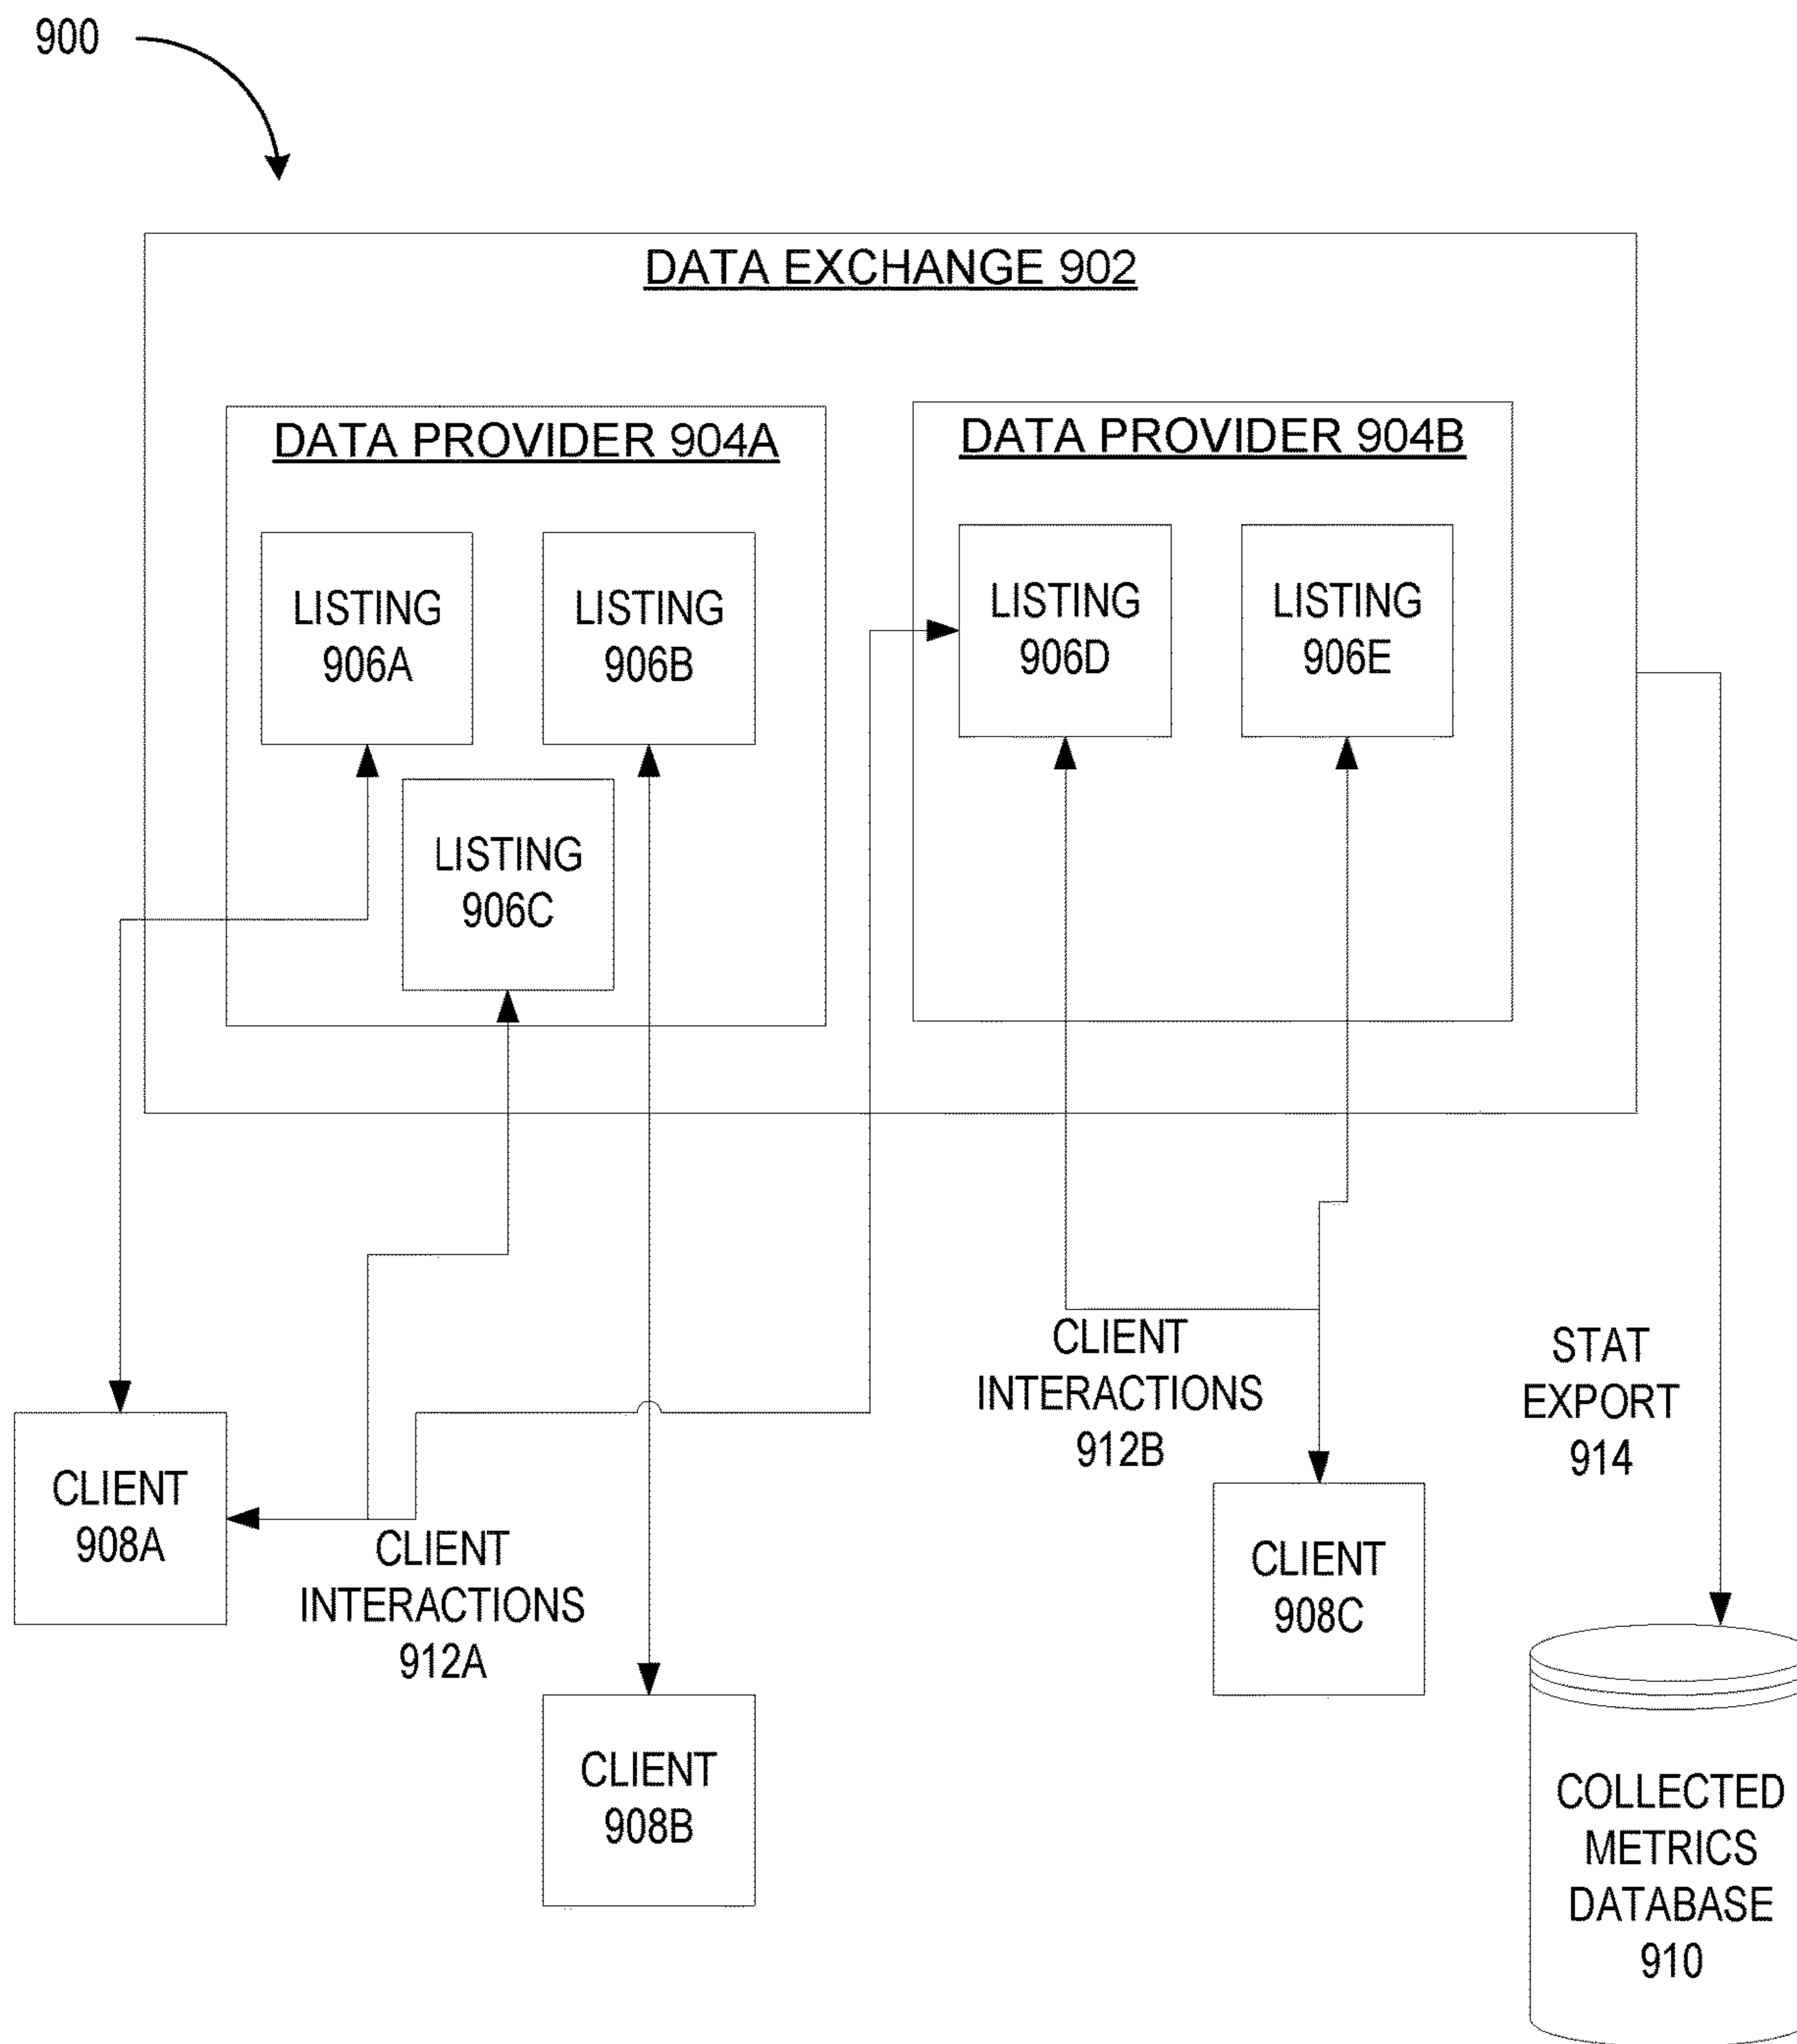 900
DATA EXCHANGE 902
DATA PROVIDER 904A
DATA PROVIDER 904B
LISTING
906A
LISTING
906B
LISTING
906C
LISTING
906D
LISTING
906E
CLIENT
INTERACTIONS
912B
STAT
EXPORT
914
CLIENT
908A
CLIENT
INTERACTIONS
912A
CLIENT
908C
CLIENT
908B
COLLECTED
METRICS
DATABASE
910